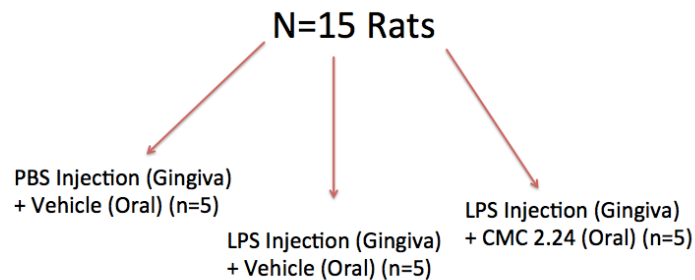 N=15 Rats
PBS Injection (Gingiva)
+ Vehicle (Oral) (n=5)
LPS Injection (Gingiva)
+ Vehicle (Oral) (n=5)
LPS Injection (Gingiva)
+ CMC 2.24 (Oral) (n=5)